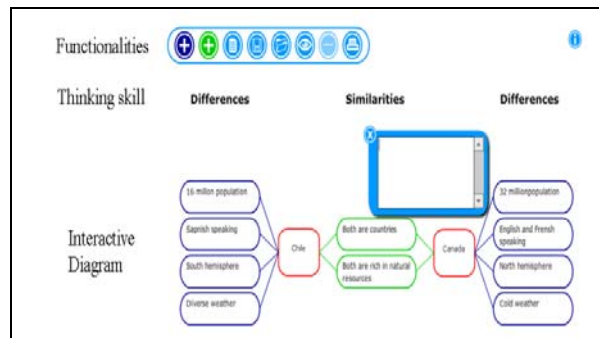 Functionalities
Thinking skill
Differences
Similarities
Differences
16 millon population
32 millionpopulation
Sapnish speaking
Both are countries
English and Frensh
speaking
Chile
Canada
South hemisphere
Both are rich in natural
resources
North hemisphere
Interactive
Diagram
Diverse weather
Cold weather